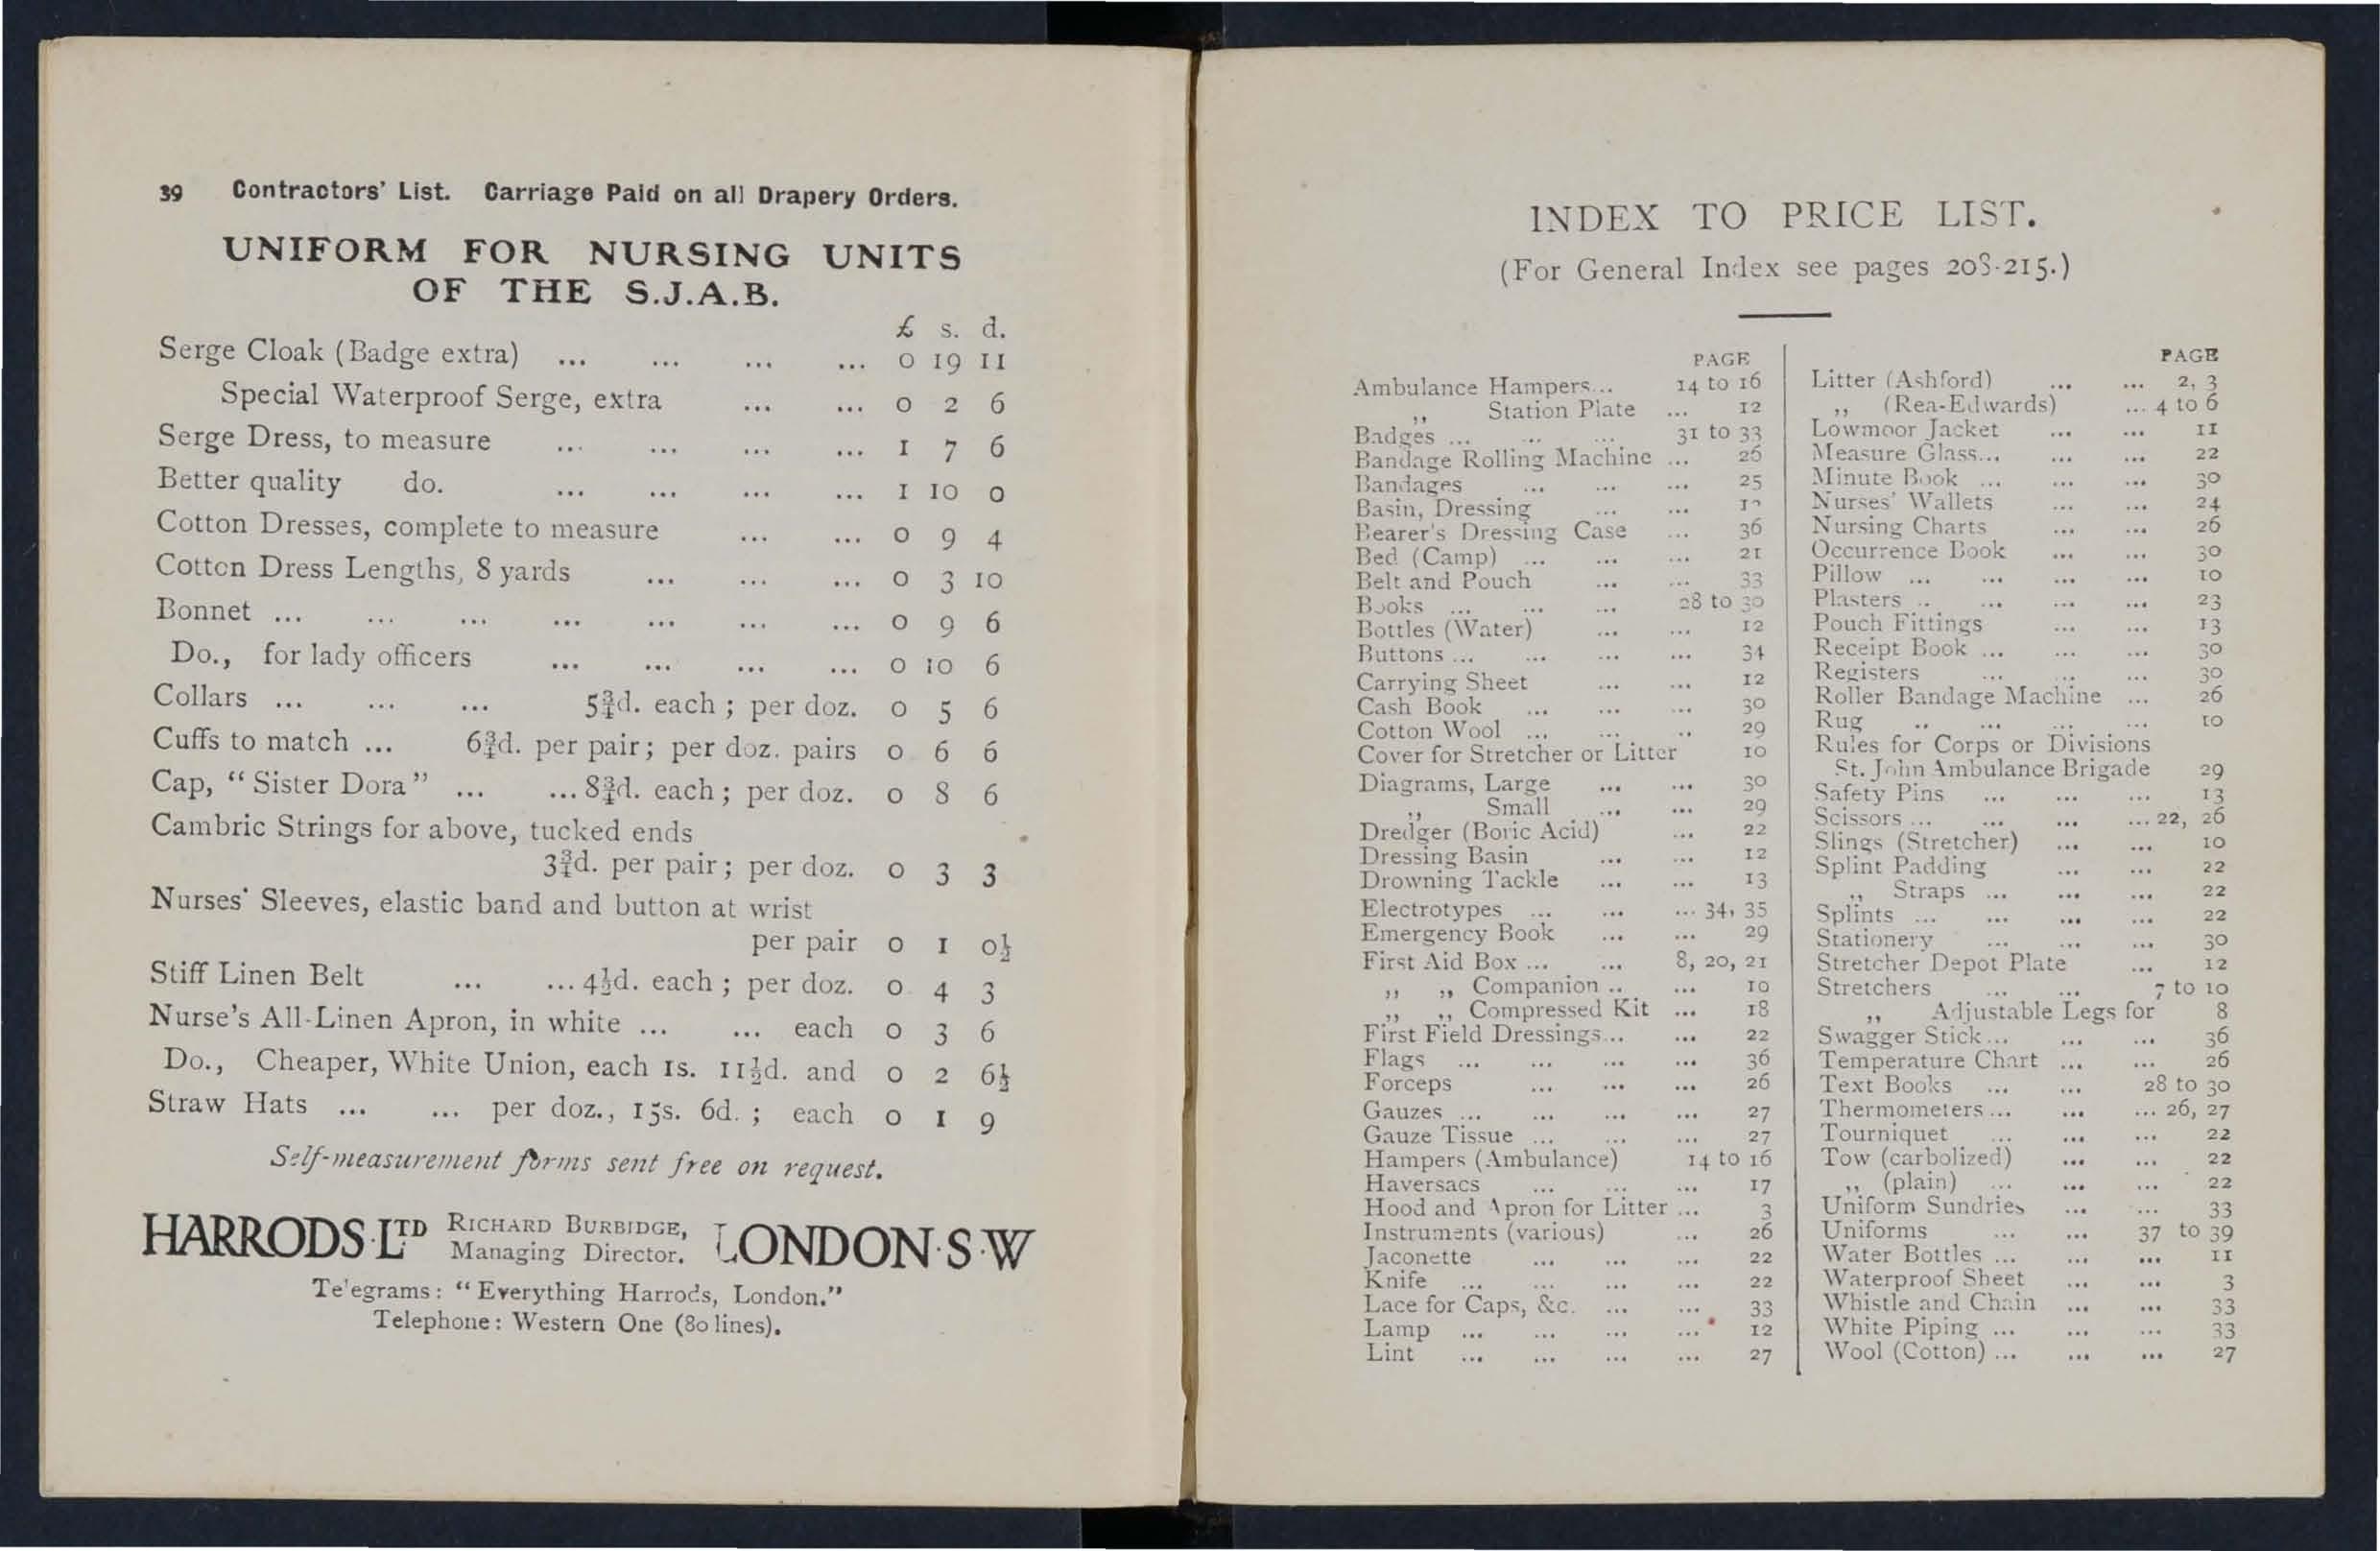 39 Contractors' List. Carriage Paid on all Drapery Orders.
UNIFORM FOR NURSING UNITS
OF THE S.J.A.B.
£ s. d.
Serge Cloak (Badge extra) ... ... ... ... 0 19 11
Special Waterproof Serge, extra ... ... 0 2 6
Serge Dress, to measure ... ... ... ... 1 7 6
Better quality do. ... ... ... ... 1 10 0
Cotton Dresses, complete to measure ... ... 0 9 4
Cotton Dress Lengths, 8 yards ... ... ... 0 3 10
Bonnet ... ... ... ... ... ... ... 0 9 6
Do., for lady officers ... ... ... ... 0 10 6
Collars ... ... ... 5¾d. each; per doz. 0 5 6
Cuffs to match ... 6¾d. per pair; per doz. pairs 0 6 6
Cap, "Sister Dora" ... ... 8¾d. each; per doz. 0 8 6
Cambric Strings for above, tucked ends
3¾d. per pair; per doz. 0 3 3
Nurses' Sleeves, elastic band and button at wrist
per pair 0 1 0½
Stiff Linen Belt ... ... 4½d. each; per doz. 0 4 3
Nurse's All-Linen Apron, in white ... ... each 0 3 6
Do., Cheaper, White Union, each 1s. 11½d. and 0 2 6½
Straw Hats ... ... per doz., 15s. 6d.; each 0 1 9
Self-measurement forms sent free on request.
HARRODS LTD RICHARD BURBIDGE, Managing Director. LONDON·S·W
Telegrams: "Everything Harrods, London."
Telephone: Western One (80 lines).
INDEX TO PRICE LIST.
(For General Index see pages 208-215.)
PAGE
Ambulance Hampers... 14 to 16
,, Station Plate ... 12
Badges ... ... ... 31 to 33
Bandage Rolling Machine ... 26
Bandages ... ... ... 25
Basin, Dressing ... ...
Bearer's Dressing Case ... 36
Bed (Camp) ... ... ... 21
Belt and Pouch ... ... 33
Books ... ... ... 28 to 30
Bottles (Water) ... ... 12
Buttons ... ... ... ... 34
Carrying Sheet ... ... 12
Cash Book ... ... ... 30
Cotton Wool ... ... .. 29
Cover for Stretcher or Litter 10
Diagrams, Large ... ... 30
,, Small ... ... 29
Dredger (Boric Acid) ... 22
Dressing Basin ... ... 12
Drowning Tackle ... ... 13
Electrotypes ... ... ... 34, 35
Emergency Book ... ... 29
First Aid Box ... ... 8, 20, 21
,, ,, Companion .. ... 10
,, ,, Compressed Kit ... 18
First Field Dressings... ... 22
Flags ... ... ... ... 36
Forceps ... ... ... 26
Gauzes ... ... ... ... 27
Gauze Tissue ... ... ... 27
Hampers (Ambulance) 14 to 16
Haversacs ... ... ... 17
Hood and Apron for Litter ... 3
Instruments (various) ... 26
Jaconette ... ... ... 22
Knife ... ... ... ... 22
Lace for Caps, &c. ... ... 33
Lamp ... ... ... ... 12
Lint ... ... ... ... 27
PAGE
Litter (Ashford) ... ... 2, 3
,, (Rea-Edwards) ... 4 to 6
Lowmoor Jacket ... ... 11
Measure Glass... ... ... 22
Minute Book ... ... ... 30
Nurses' Wallets ... ... 24
Nursing Charts ... ... 26
Occurrence Book ... ... 30
Pillow ... ... ... ... 10
Plasters .. ... ... ... 23
Pouch Fittings ... ... 13
Receipt Book ... ... ... 30
Registers ... ... ... 30
Roller Bandage Machine ... 26
Rug .. ... ... ... 10
Rules for Corps or Divisions
St. John Ambulance Brigade 29
Safety Pins ... ... ... 13
Scissors ... ... ... ... 22, 26
Slings (Stretcher) ... ... 10
Splint Padding ... ... 22
,, Straps ... ... ... 22
Splints ... ... ... ... 22
Stationery ... ... ... 30
Stretcher Depot Plate ... 12
Stretchers ... ... 7 to 10
,, Adjustable Legs for 8
Swagger Stick ... ... ... 36
Temperature Chart ... ... 26
Text Books ... ... 28 to 30
Thermometers ... ... ... 26, 27
Tourniquet ... ... ... 22
Tow (carbolized) ... ... 22
,, (plain) ... ... ... 22
Uniform Sundries ... ... 33
Uniforms ... ... 37 to 39
Water Bottles ... ... ... 11
Waterproof Sheet ... ... 3
Whistle and Chain ... ... 33
White Piping ... ... ... 33
Wool (Cotton) ... ... ... 27